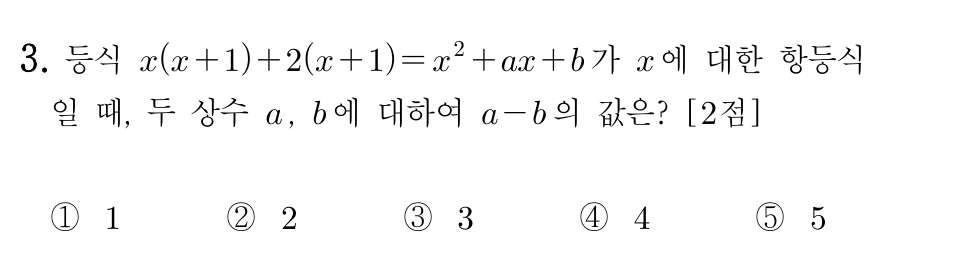 3. 등식 x(x+1)+2(x+1)=x²+ax+b가 x에 대한 항등식
일 때, 두 상수 a, b에 대하여 a-b의 값은? [2점]
① 1 ② 2 ③ 3 ④ 4 ⑤ 5